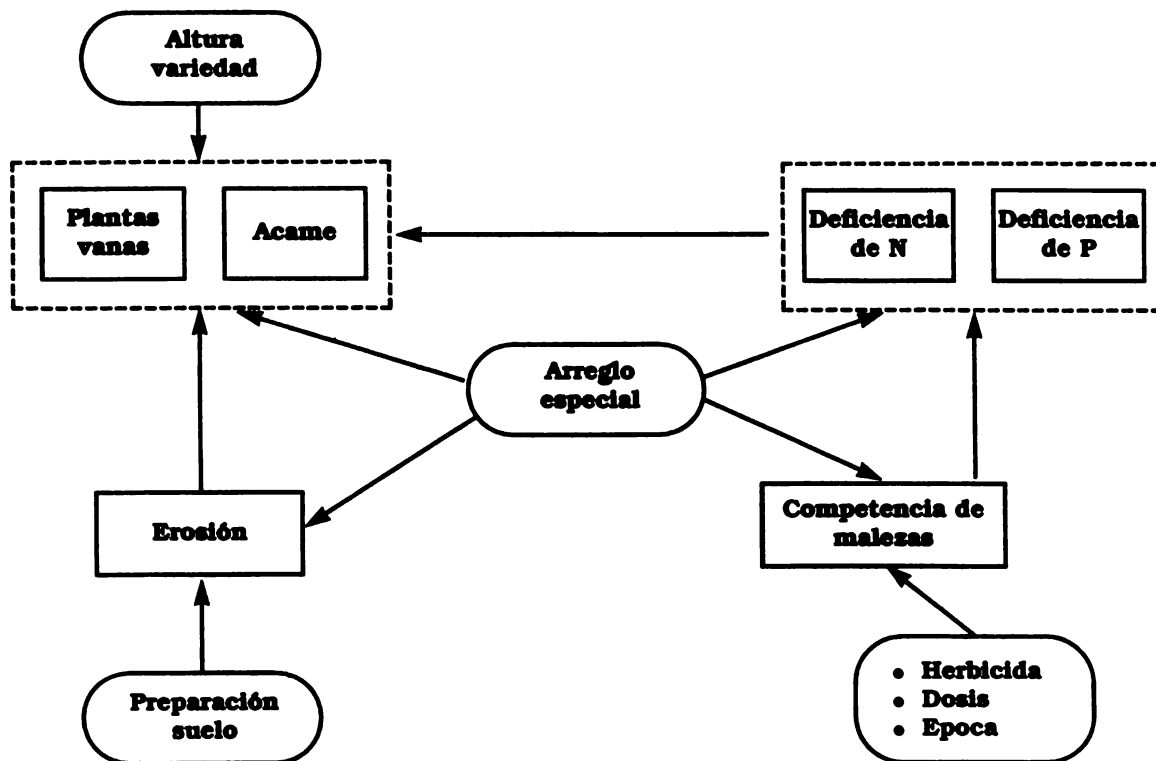 Altura
variedad
Plantas
vanas
Acame
Deficiencia
de N
Deficiencia
de P
Arreglo
especial
Erosión
Competencia de
malezas
Preparación
suelo
• Herbicida
• Dosis
• Epoca